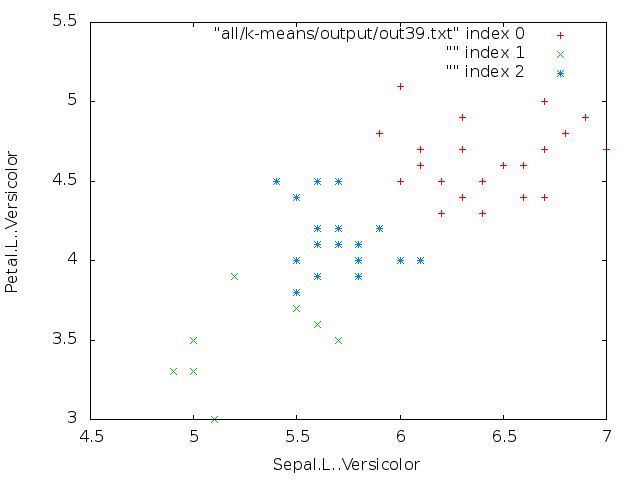 "all/k-means/output/out39.txt" index 0
"" index 1
"" index 2
5.5
5
4.5
4
3.5
3
4.5 5 5.5 6 6.5 7
Petal.L..Versicolor
Sepal.L..Versicolor